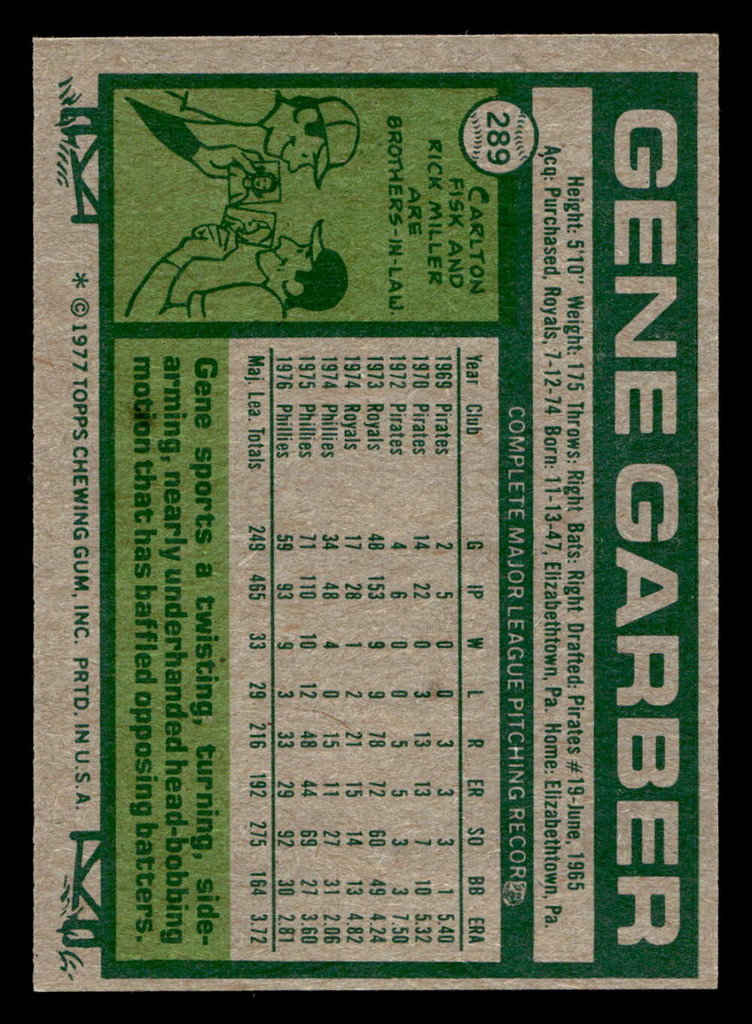 GENE GARBER
289
Height: 5'10" Weight: 175 Throws: Right Bats: Right Drafted: Pirates #19-June, 1965
Acq: Purchased, Royals, 7-12-74 Born: 11-13-47, Elizabethtown, Pa. Home: Elizabethtown, Pa.
CARLTON
FISK AND
RICK MILLER
ARE
BROTHERS-IN-LAW.
COMPLETE MAJOR LEAGUE PITCHING RECORD
Year Club G IP W L R ER SO BB ERA
1969 Pirates 2 5 0 0 3 3 3 1 5.40
1970 Pirates 14 22 0 3 13 13 7 10 5.32
1972 Pirates 4 6 0 0 5 5 3 3 7.50
1973 Royals 48 153 9 9 78 72 60 49 4.24
1974 Royals 17 28 1 2 21 15 14 13 4.82
1974 Phillies 34 48 4 0 15 11 27 31 2.06
1975 Phillies 71 110 10 12 48 44 69 27 3.60
1976 Phillies 59 93 9 3 33 29 92 30 2.81
Maj. Lea. Totals 249 465 33 29 216 192 275 164 3.72
Gene sports a twisting, turning, side-
arming, nearly underhanded head-bobbing
motion that has baffled opposing batters.
* © 1977 TOPPS CHEWING GUM, INC. PRTD. IN U.S.A.